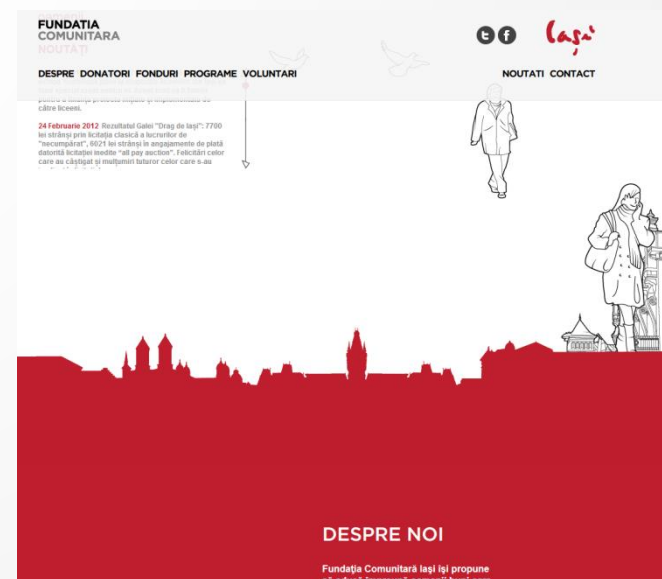 FUNDATIA
COMUNITARA
NOUTĂȚI
Iași
DESPRE DONATORI FONDURI PROGRAME VOLUNTARI
NOUTATI CONTACT
către liceeni.
24 Februarie 2012 Rezultatul Galei "Drag de Iași": 7700
lei strânși prin licitația clasică a lucrurilor de
"necumpărat", 6021 lei strânși în angajamente de plată
datorită licitației inedite "all pay auction". Felicitări celor
care au câștigat și mulțumiri tuturor celor care s-au
DESPRE NOI
Fundația Comunitară Iași își propune